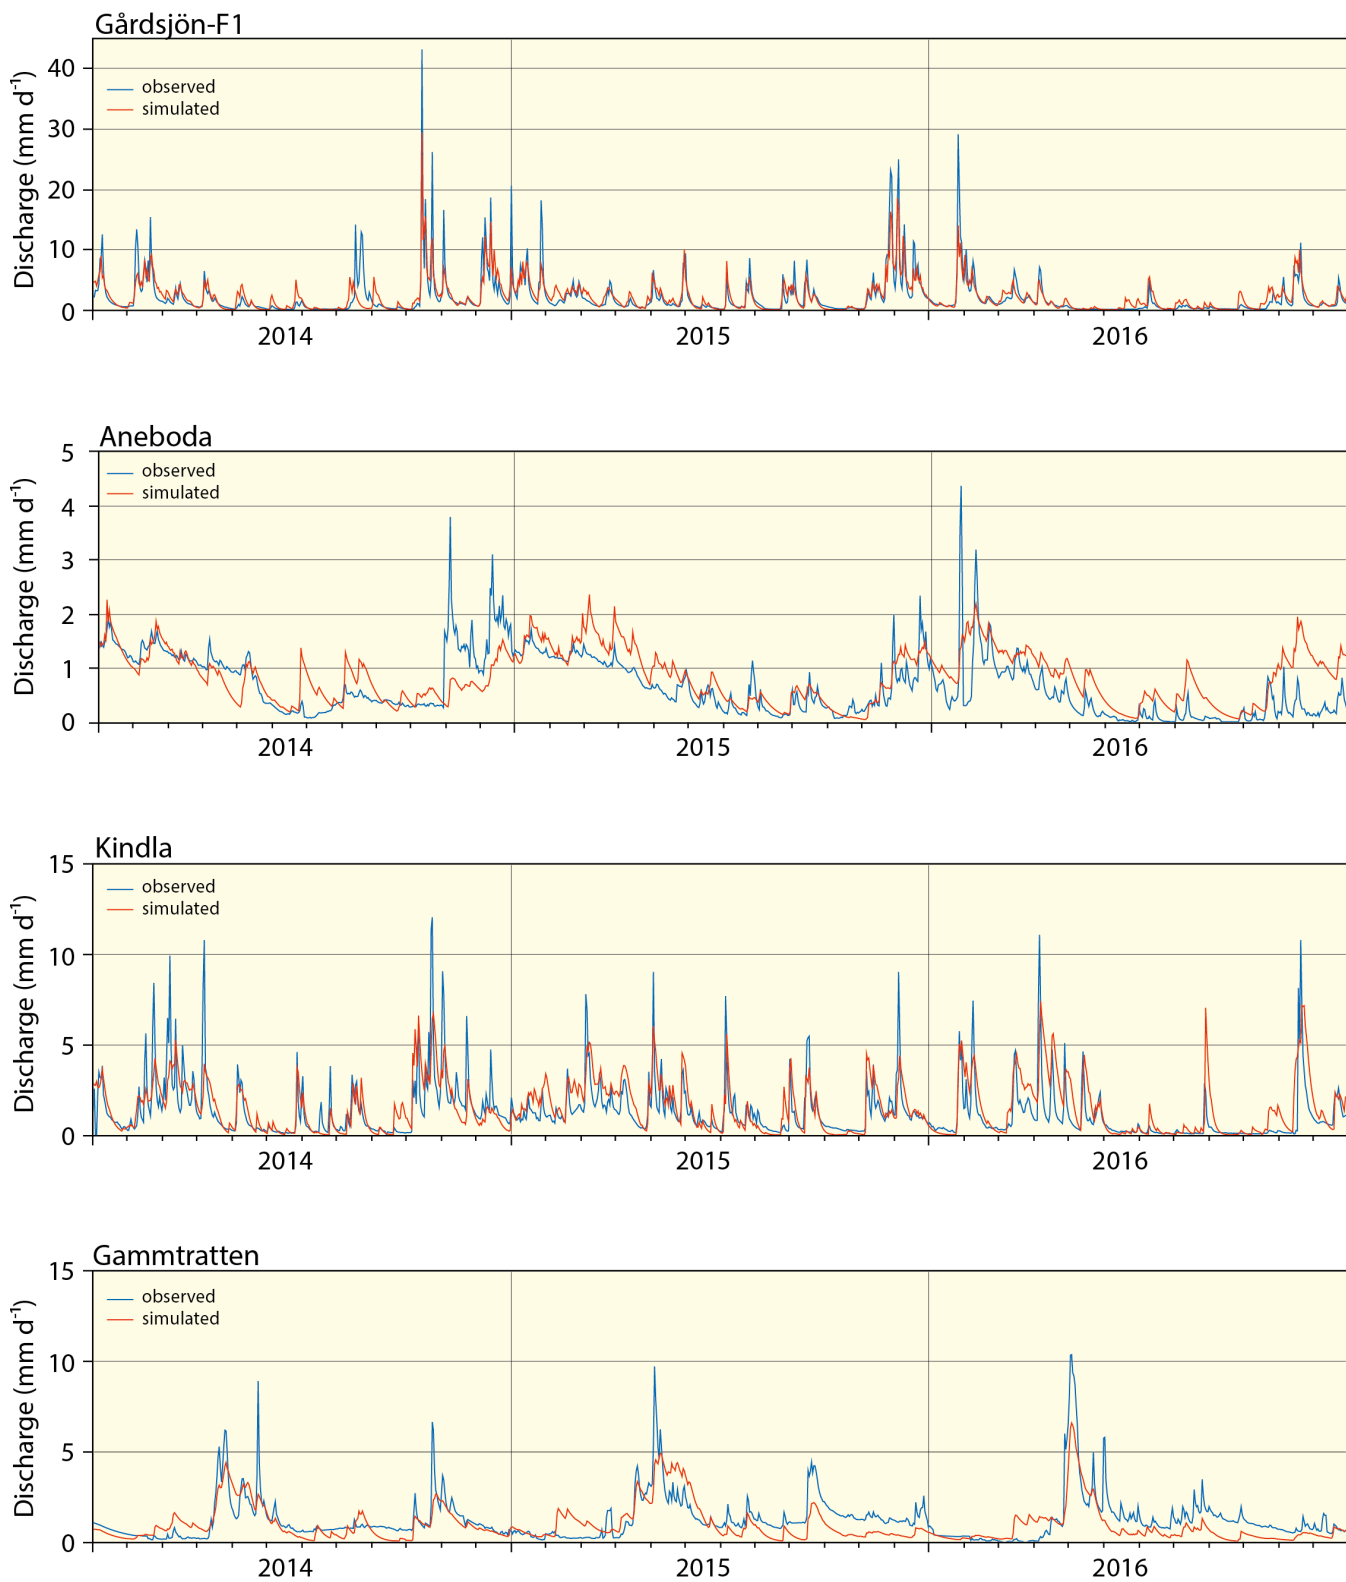 Gårdsjön-F1
Discharge (mm d⁻¹)
40
30
20
10
0
observed
simulated
2014 2015 2016
Aneboda
Discharge (mm d⁻¹)
5
4
3
2
1
0
observed
simulated
2014 2015 2016
Kindla
Discharge (mm d⁻¹)
15
10
5
0
observed
simulated
2014 2015 2016
Gammtratten
Discharge (mm d⁻¹)
15
10
5
0
observed
simulated
2014 2015 2016